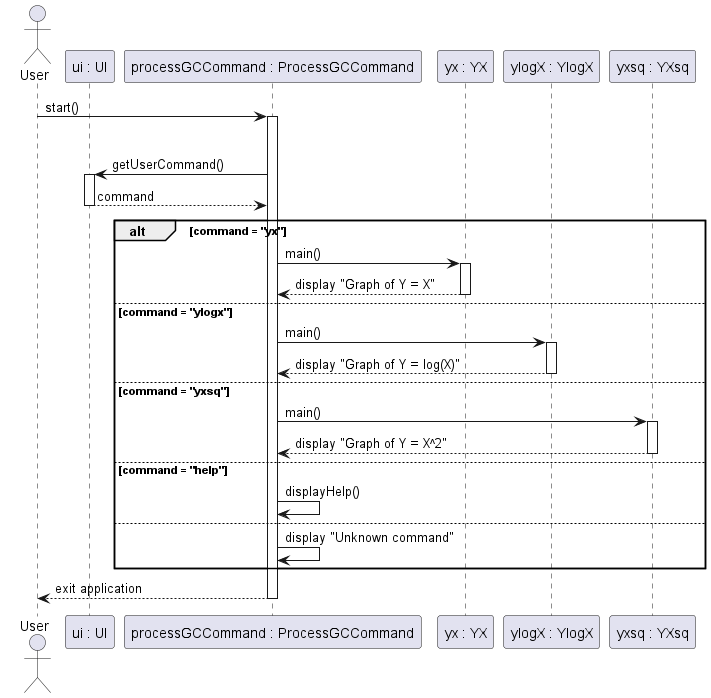 User
ui : UI
processGCCommand : ProcessGCCommand
yx : YX
ylogX : YlogX
yxsq : YXsq
start()
getUserCommand()
command
alt
[command = "yx"]
main()
display "Graph of Y = X"
[command = "ylogx"]
main()
display "Graph of Y = log(X)"
[command = "yxsq"]
main()
display "Graph of Y = X^2"
[command = "help"]
displayHelp()
display "Unknown command"
exit application
User
ui : UI
processGCCommand : ProcessGCCommand
yx : YX
ylogX : YlogX
yxsq : YXsq